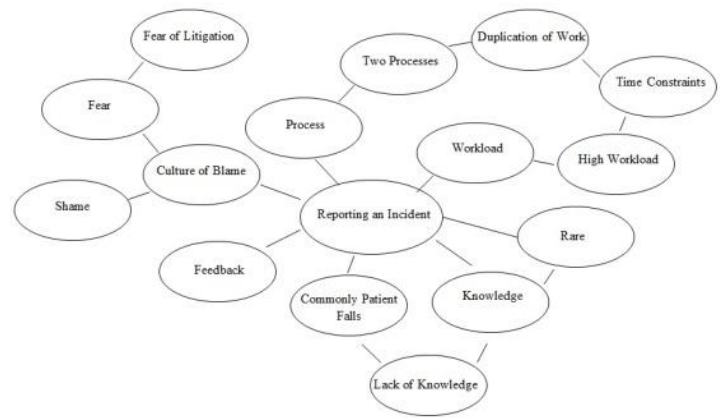 Fear of Litigation
Duplication of Work
Two Processes
Time Constraints
Fear
Process
Workload
High Workload
Culture of Blame
Shame
Reporting an Incident
Rare
Feedback
Knowledge
Commonly Patient
Falls
Lack of Knowledge